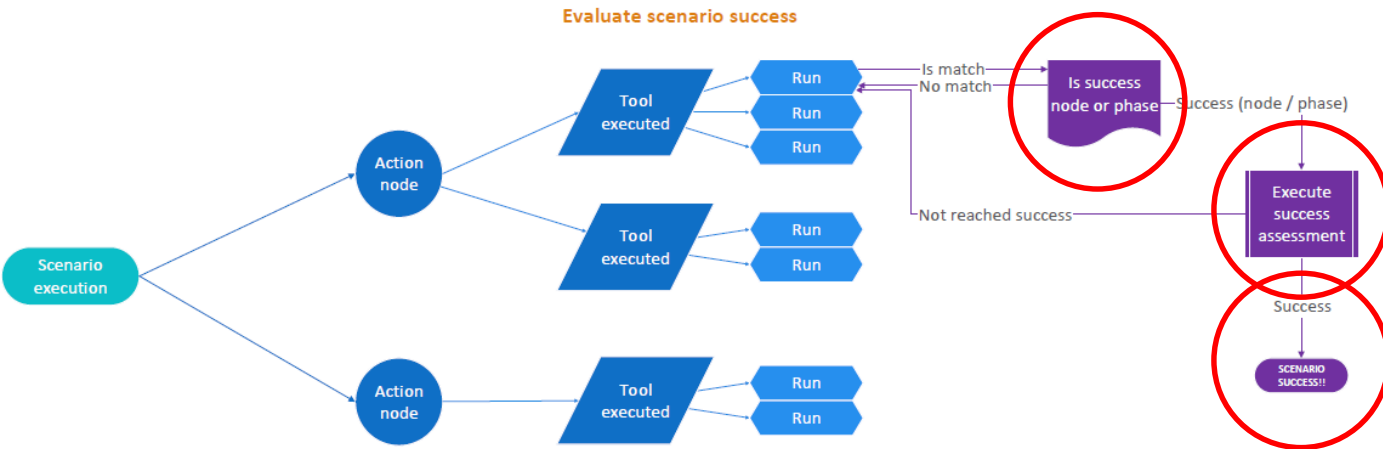 Evaluate scenario success
Scenario
execution
Action
node
Action
node
Tool
executed
Tool
executed
Tool
executed
Run
Run
Run
Run
Run
Run
Run
Is match
No match
Is success
node or phase
Success (node / phase)
Execute
success
assessment
Not reached success
Success
SCENARIO
SUCCESS!!